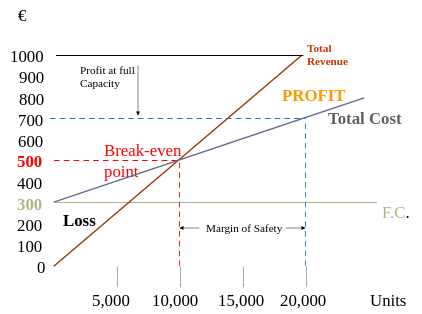 €
1000
Total
Revenue
Profit at full
Capacity
900
PROFIT
800
700
Total Cost
600
Break-even
point
500
400
300
F.C.
Loss
200
Margin of Safety
100
0
5,000 10,000 15,000 20,000 Units